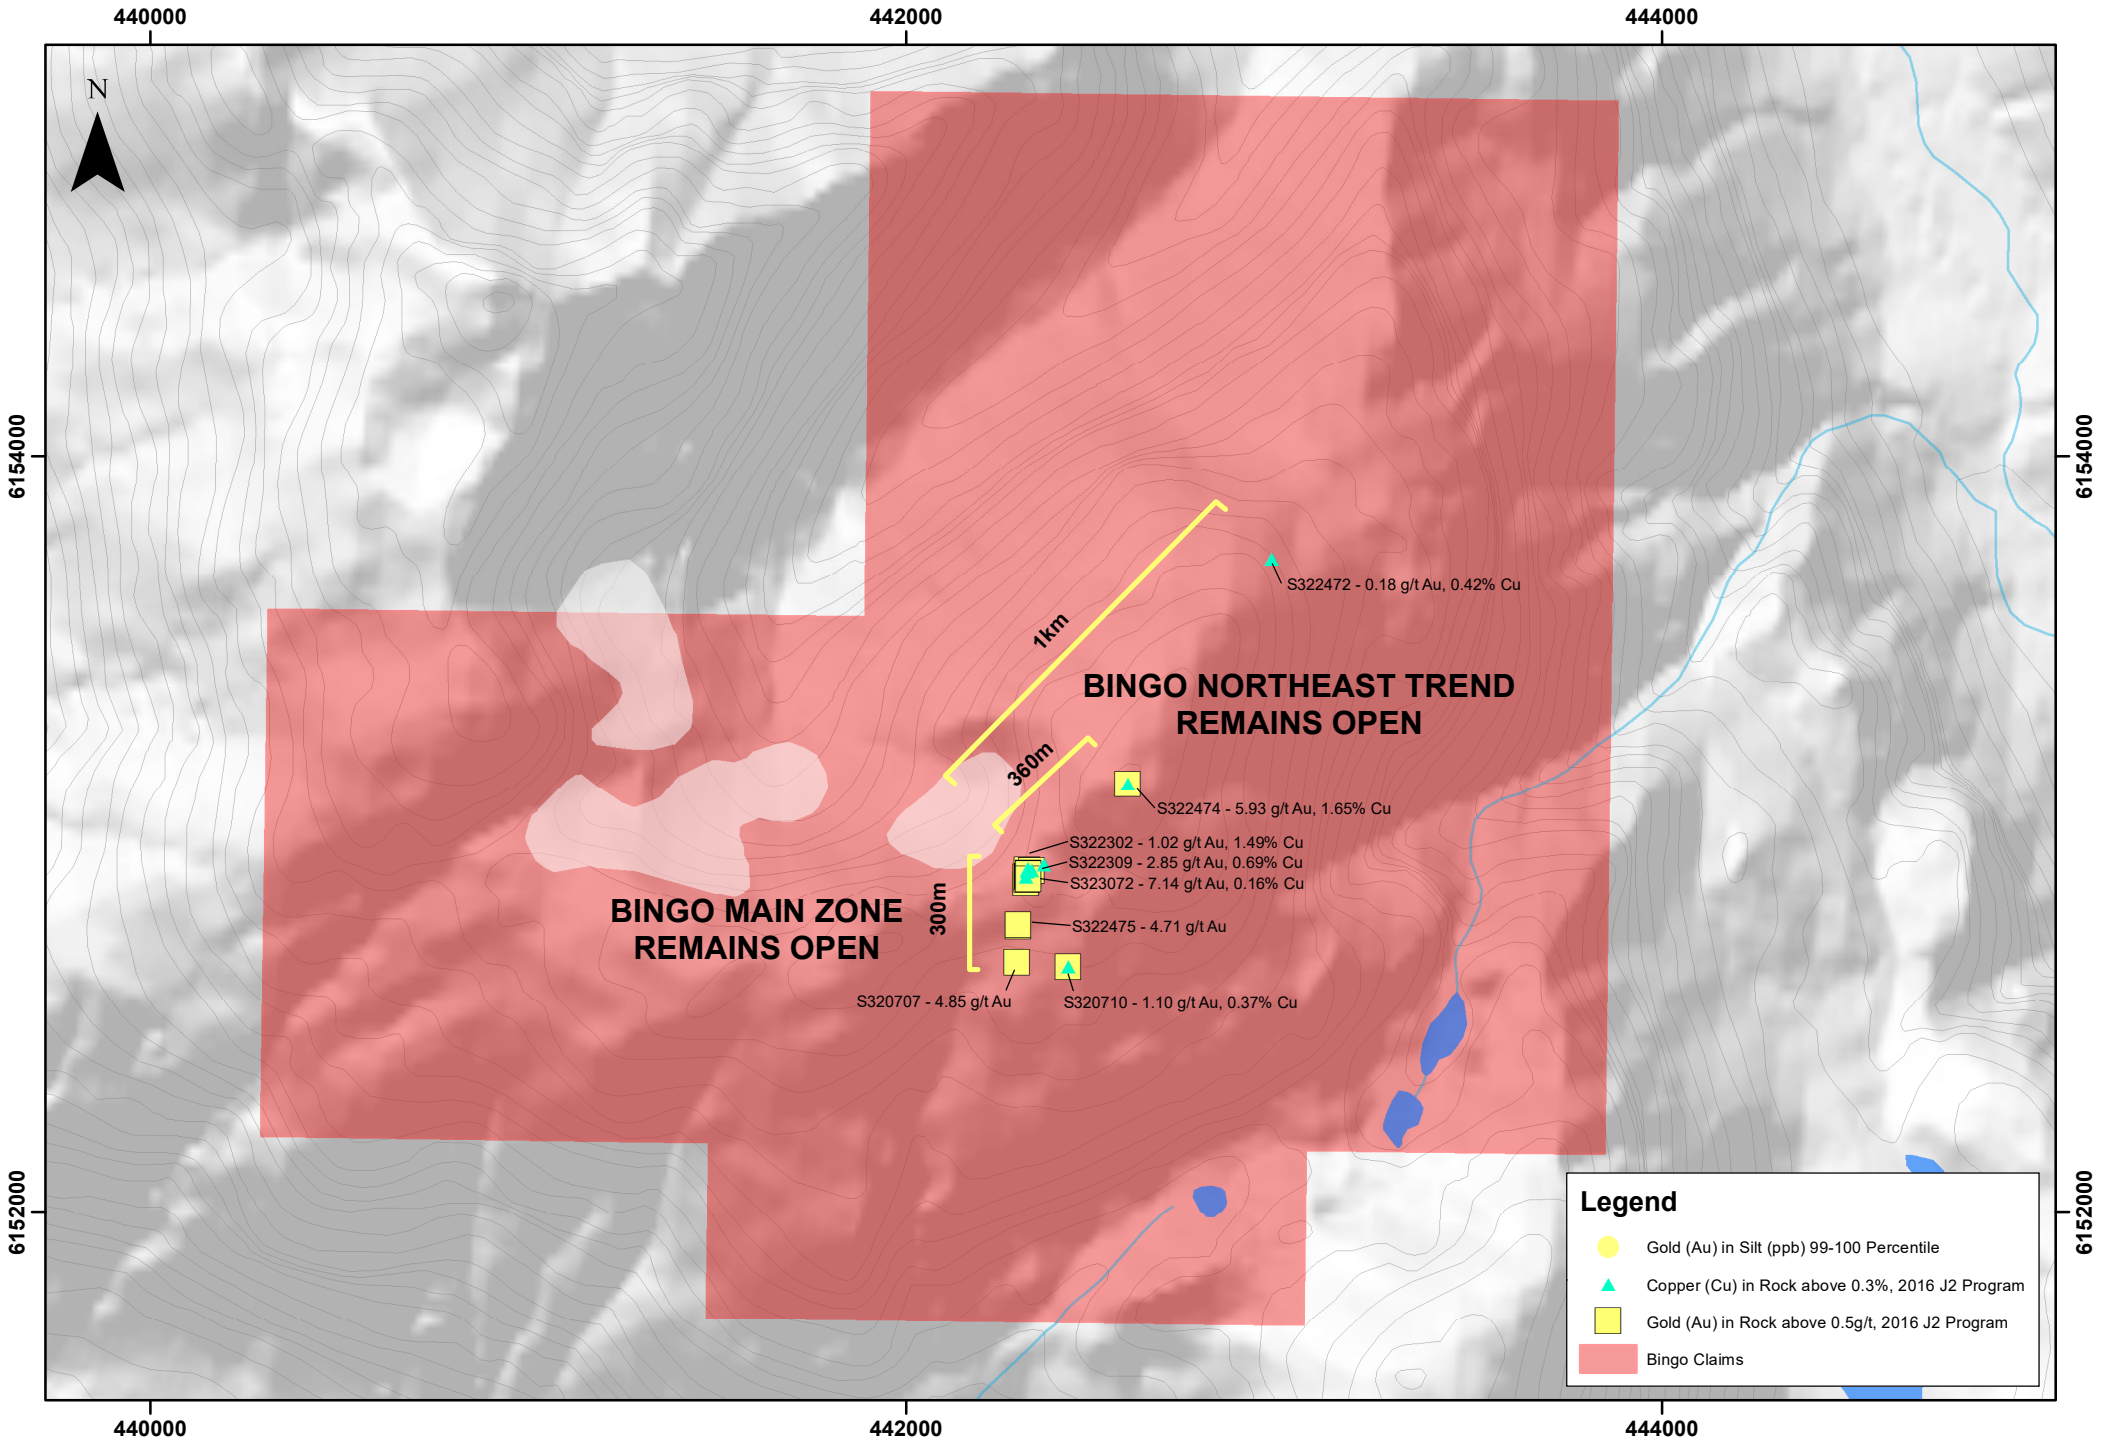 440000
442000
444000
N
6154000
6154000
S322472 - 0.18 g/t Au, 0.42% Cu
1km
BINGO NORTHEAST TREND
REMAINS OPEN
360m
S322474 - 5.93 g/t Au, 1.65% Cu
S322302 - 1.02 g/t Au, 1.49% Cu
S322309 - 2.85 g/t Au, 0.69% Cu
S323072 - 7.14 g/t Au, 0.16% Cu
300m
BINGO MAIN ZONE
REMAINS OPEN
S322475 - 4.71 g/t Au
S320707 - 4.85 g/t Au
S320710 - 1.10 g/t Au, 0.37% Cu
6152000
6152000
Legend
Gold (Au) in Silt (ppb) 99-100 Percentile
Copper (Cu) in Rock above 0.3%, 2016 J2 Program
Gold (Au) in Rock above 0.5g/t, 2016 J2 Program
Bingo Claims
440000
442000
444000